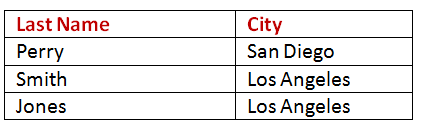 Last Name City
Perry San Diego
Smith Los Angeles
Jones Los Angeles